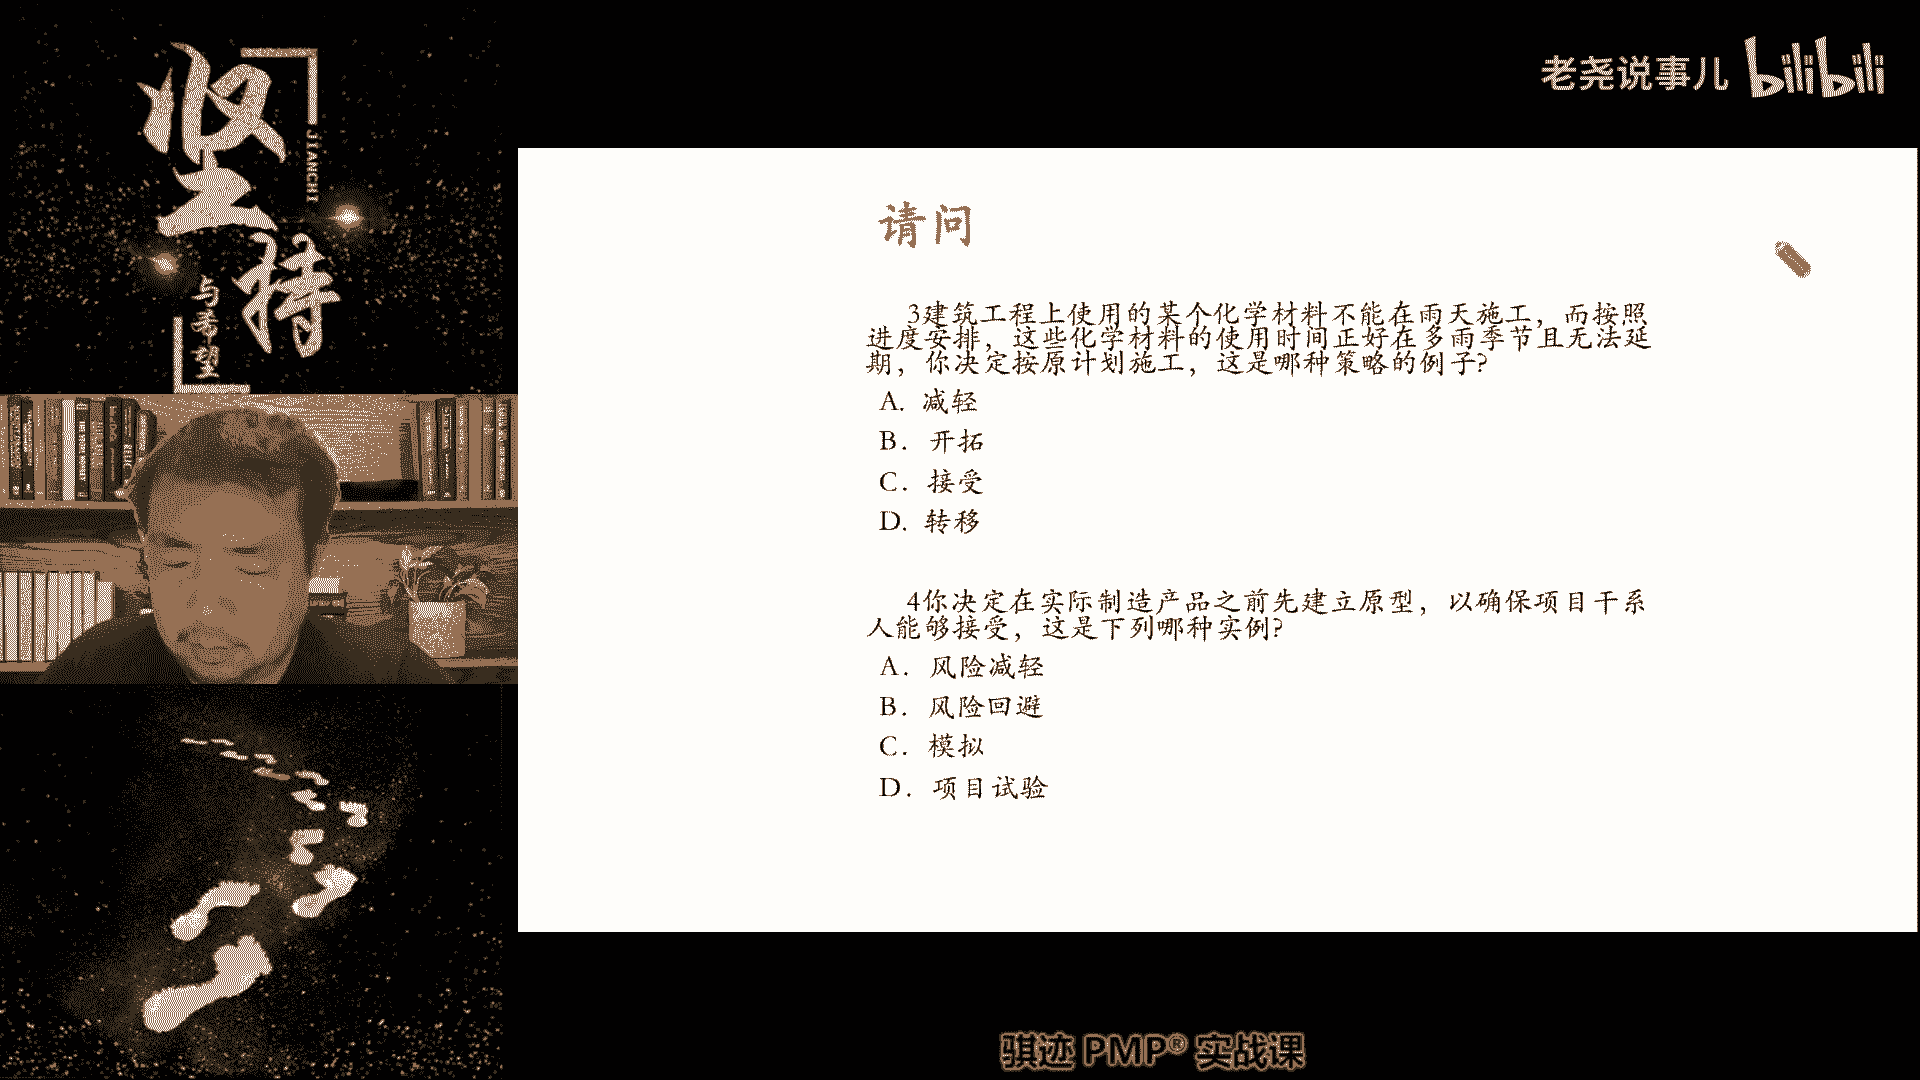 坚持
JIANCHI
与希望
老尧说事儿 bilibili
请问
3建筑工程上使用的某个化学材料不能在雨天施工，而按照
进度安排，这些化学材料的使用时间正好在多雨季节且无法延
期，你决定按原计划施工，这是哪种策略的例子?
A. 减轻
B. 开拓
C. 接受
D. 转移
4你决定在实际制造产品之前先建立原型，以确保项目干系
人能够接受，这是下列哪种实例?
A. 风险减轻
B. 风险回避
C. 模拟
D. 项目试验
骐迹 PMP® 实战课